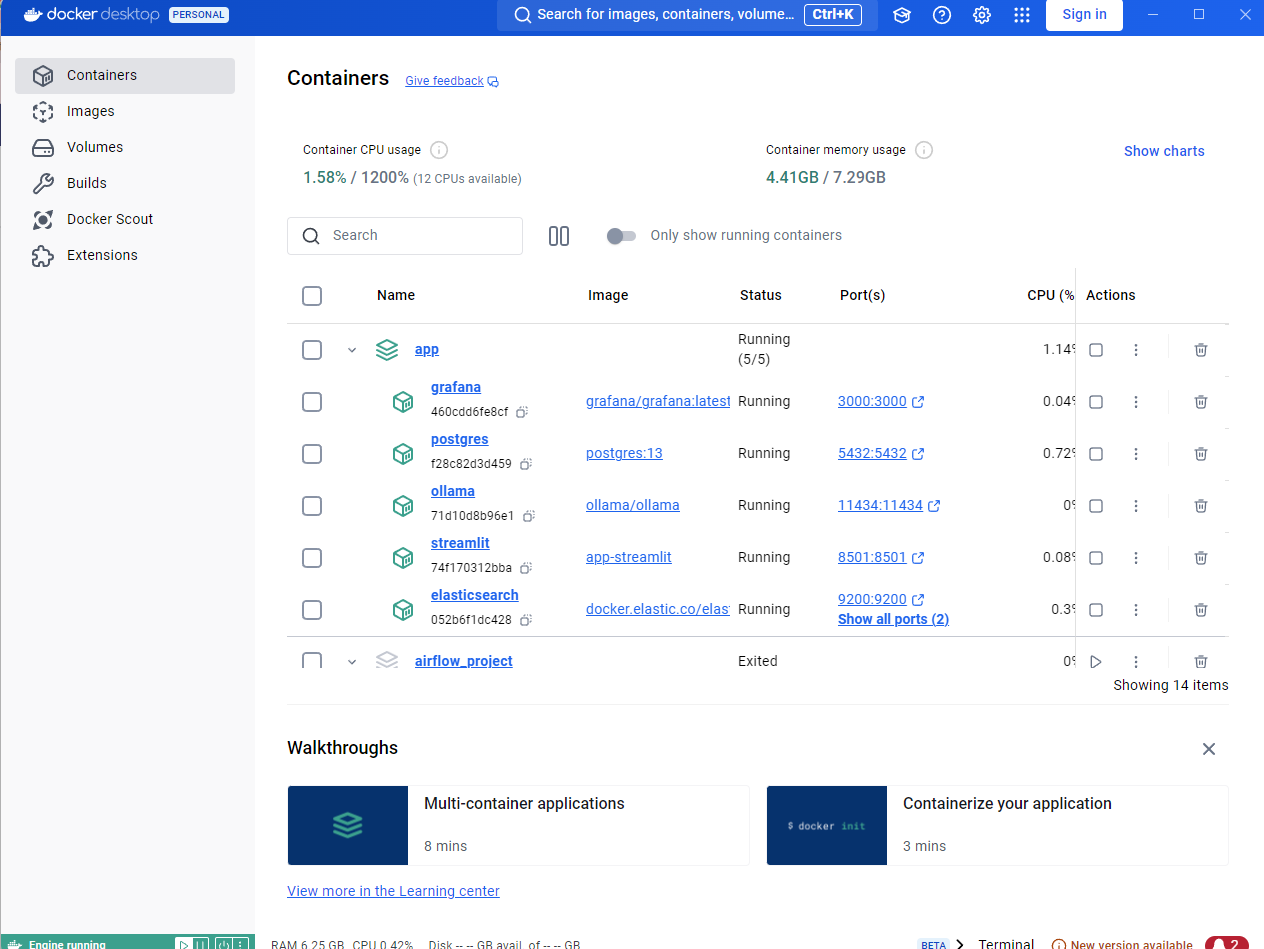 docker desktop PERSONAL
Search for images, containers, volume... Ctrl+K
Sign in
Containers
Images
Volumes
Builds
Docker Scout
Extensions
Containers Give feedback
Container CPU usage
1.58% / 1200% (12 CPUs available)
Container memory usage
4.41GB / 7.29GB
Show charts
Search
Only show running containers
Name Image Status Port(s) CPU (% Actions
app Running (5/5) 1.14%
grafana
460cdd6fe8cf
grafana/grafana:latest Running 3000:3000 0.04%
postgres
f28c82d3d459
postgres:13 Running 5432:5432 0.72%
ollama
71d10d8b96e1
ollama/ollama Running 11434:11434 0%
streamlit
74f170312bba
app-streamlit Running 8501:8501 0.08%
elasticsearch
052b6f1dc428
docker.elastic.co/elas Running 9200:9200 0.3%
Show all ports (2)
airflow_project Exited 0%
Showing 14 items
Walkthroughs
Multi-container applications
8 mins
$ docker init
Containerize your application
3 mins
View more in the Learning center
Engine running
RAM 6.25 GB CPU 0.42% Disk -- -- GB avail. of -- -- GB
BETA Terminal New version available 2